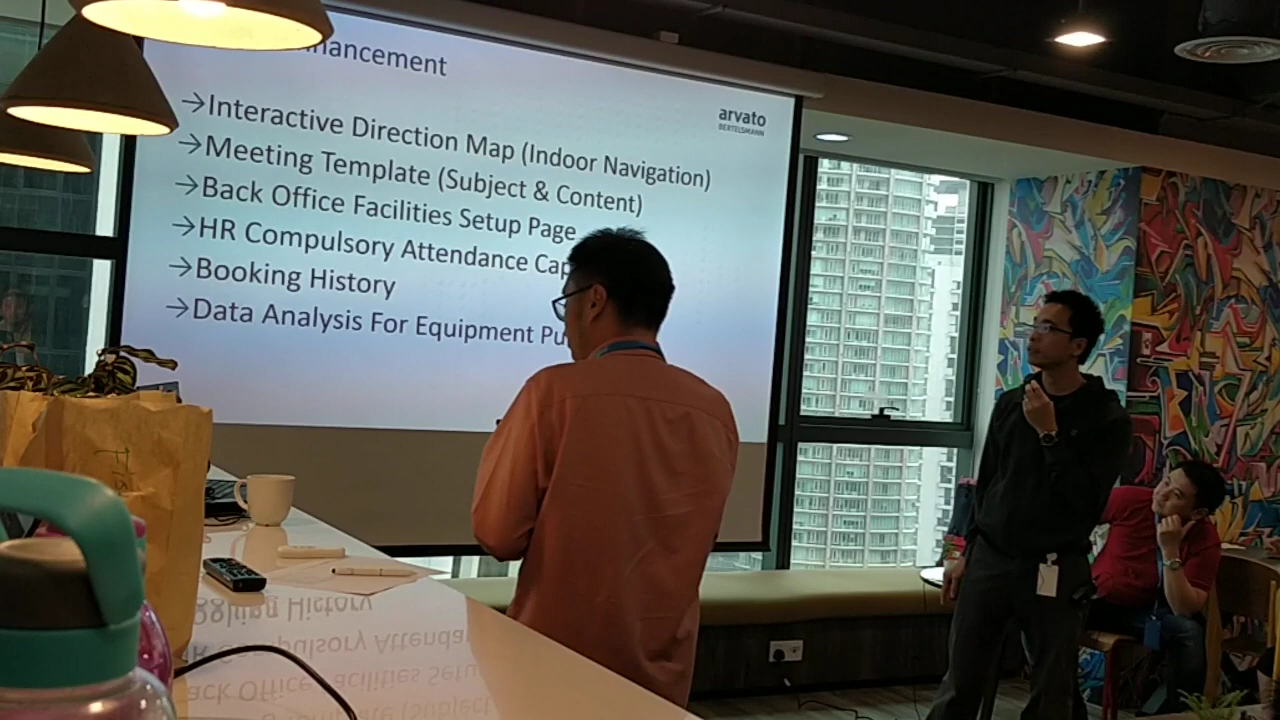 hancement
arvato
BERTELSMANN
→Interactive Direction Map (Indoor Navigation)
→Meeting Template (Subject & Content)
→Back Office Facilities Setup Page
→HR Compulsory Attendance Cap
→Booking History
→Data Analysis For Equipment Pu